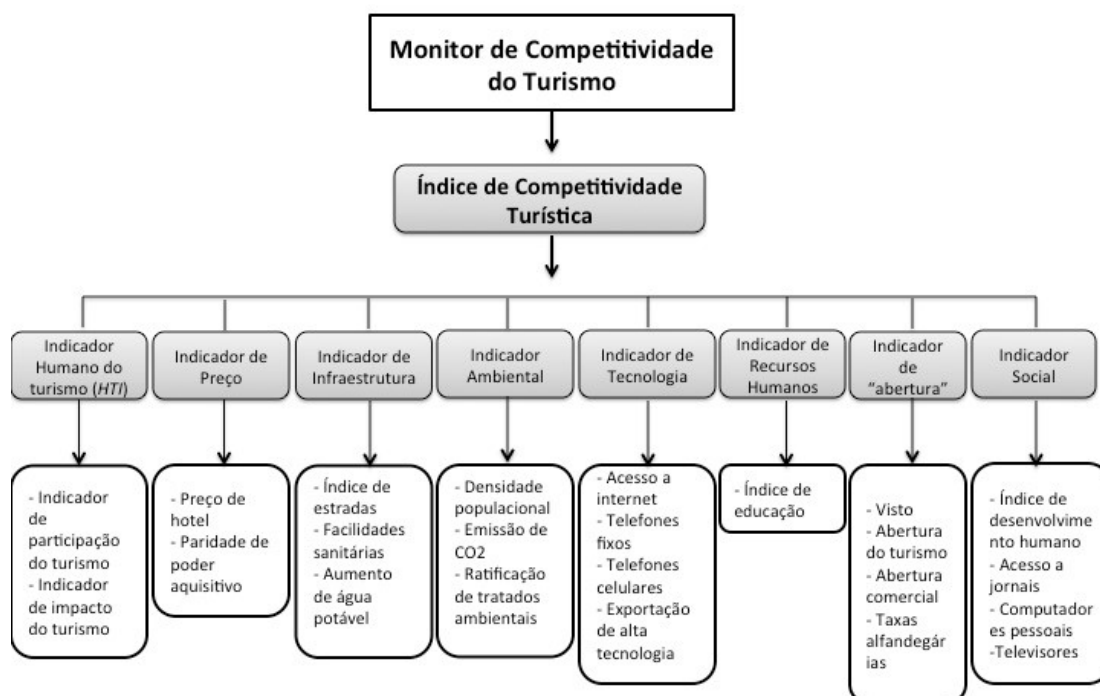 Monitor de Competitividade
do Turismo
Índice de Competitividade
Turística
Indicador
Humano do
turismo (HTI)
Indicador de
Preço
Indicador de
Infraestrutura
Indicador
Ambiental
Indicador de
Tecnologia
Indicador de
Recursos
Humanos
Indicador
de
“abertura”
Indicador
Social
- Indicador
de
participação
do turismo
- Indicador
de impacto
do turismo
- Preço de
hotel
- Paridade de
poder
aquisitivo
- Índice de
estradas
- Facilidades
sanitárias
- Aumento
de água
potável
- Densidade
populacional
- Emissão de
CO2
- Ratificação
de tratados
ambientais
- Acesso a
internet
- Telefones
fixos
- Telefones
celulares
- Exportação
de alta
tecnologia
- Índice de
educação
- Visto
- Abertura
do turismo
- Abertura
comercial
- Taxas
alfandegár
ias
- Índice de
desenvolvime
nto humano
- Acesso a
jornais
- Computador
es pessoais
-Televisores